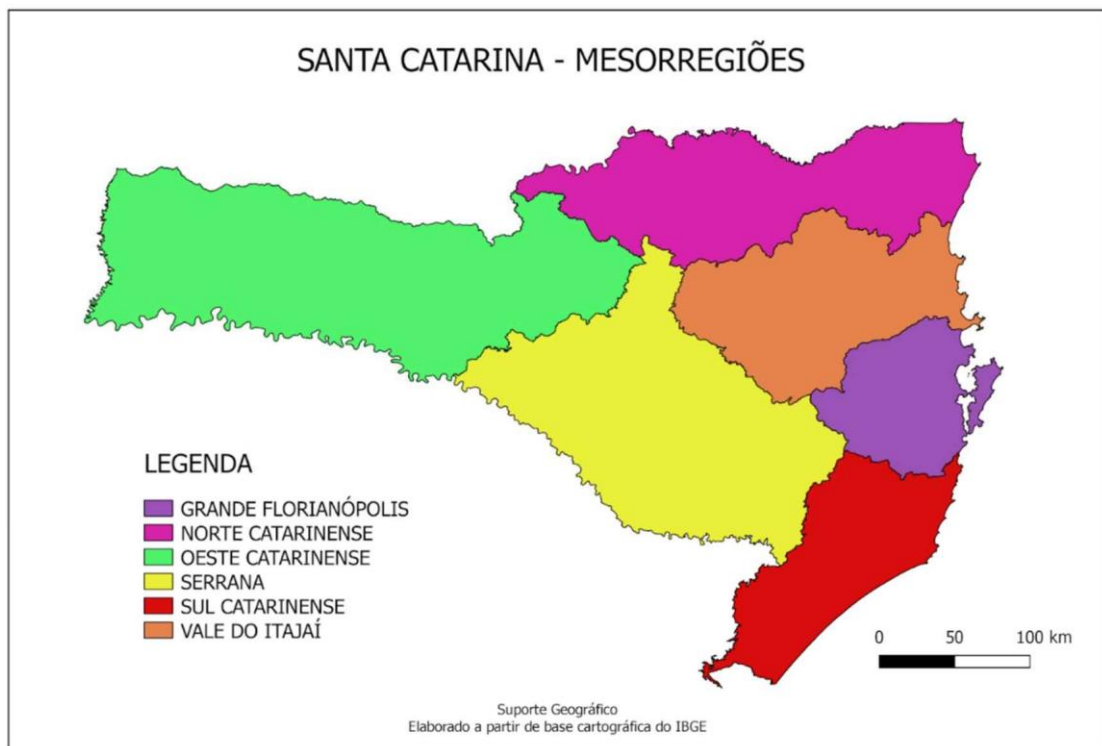 SANTA CATARINA - MESORREGIÕES
LEGENDA
GRANDE FLORIANÓPOLIS
NORTE CATARINENSE
OESTE CATARINENSE
SERRANA
SUL CATARINENSE
VALE DO ITAJAÍ
0 50 100 km
Suporte Geográfico
Elaborado a partir de base cartográfica do IBGE